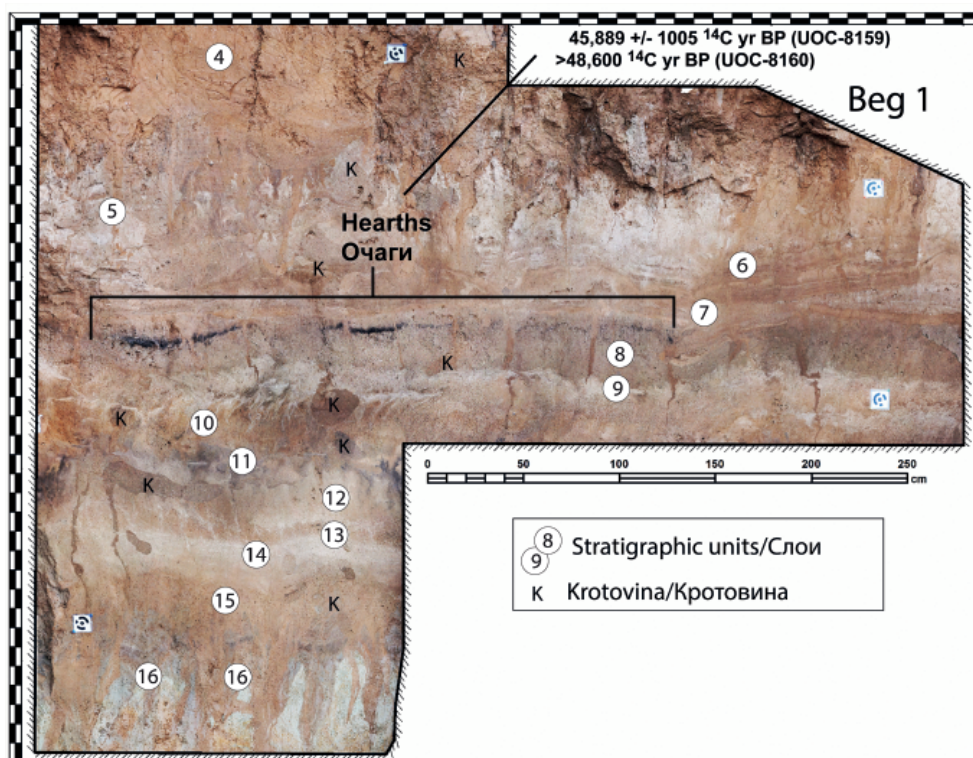 45,889 +/- 1005 ¹⁴C yr BP (UOC-8159)
>48,600 ¹⁴C yr BP (UOC-8160)
Beg 1
4
K
K
5
Hearths
Очаги
6
K
7
8
K
9
K
K
10
K
11
K
12
13
14
15
K
16
16
0
50
100
150
200
250
cm
8
9
Stratigraphic units/Слои
K
Krotovina/Кротовина